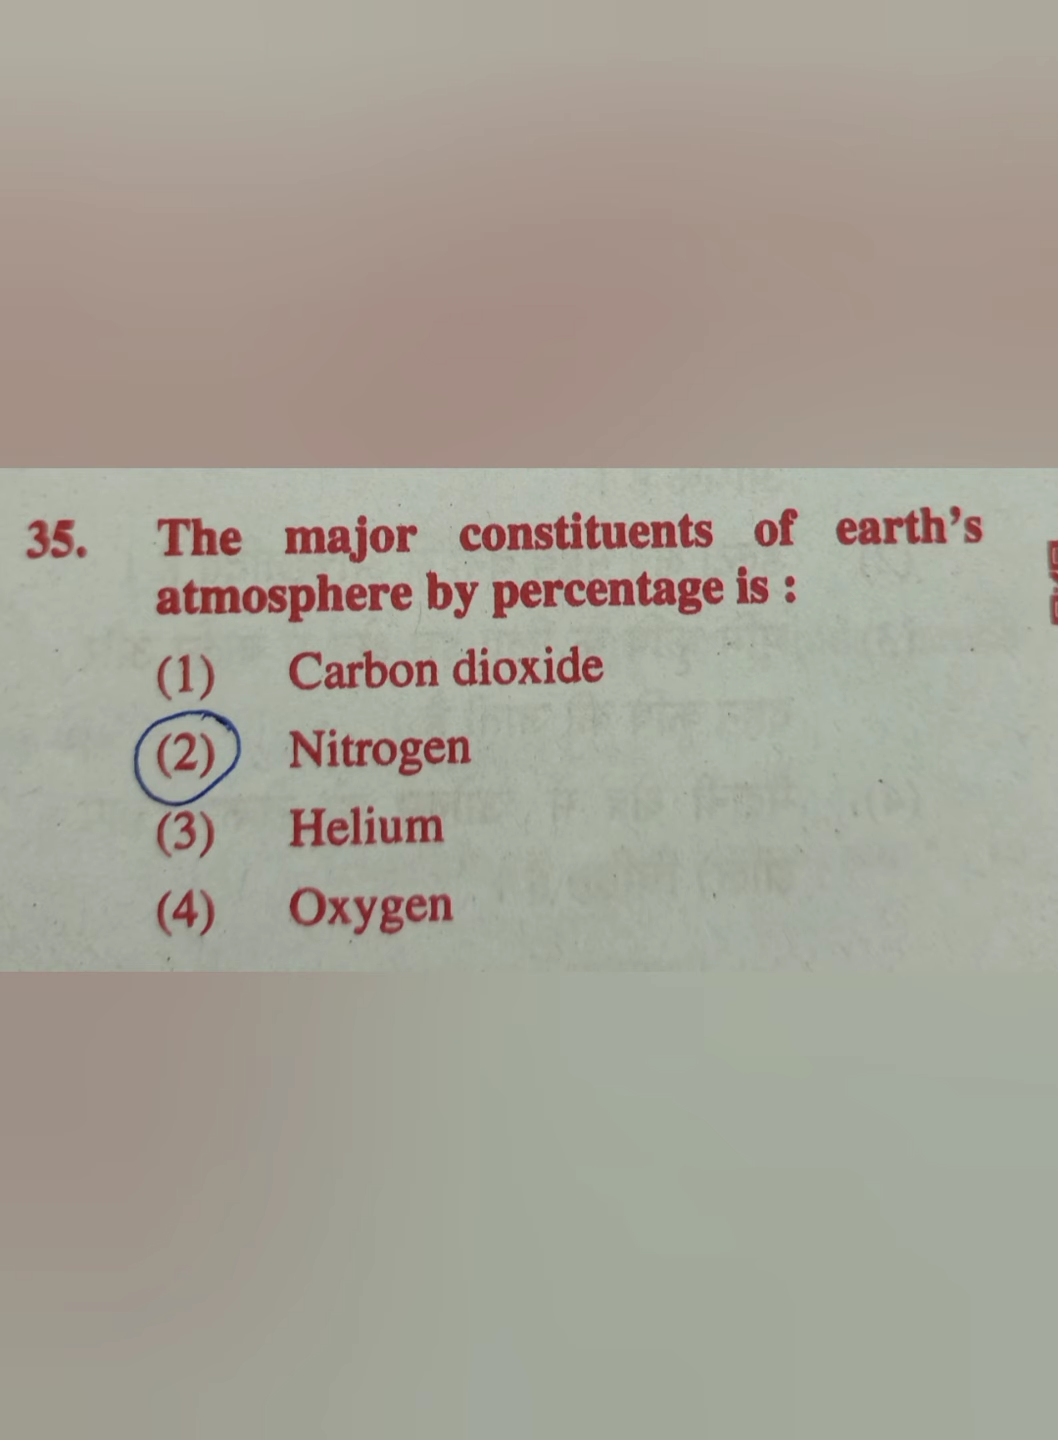 35. The major constituents of earth's
atmosphere by percentage is :
(1) Carbon dioxide
(2) Nitrogen
(3) Helium
(4) Oxygen